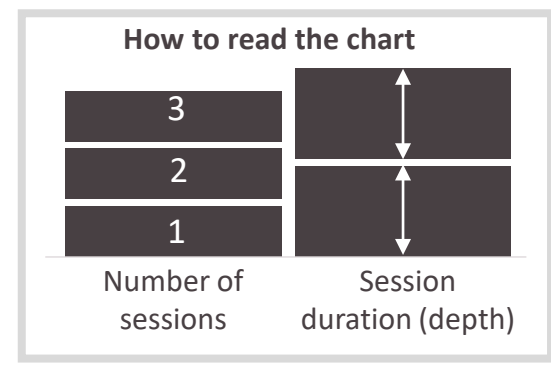 How to read the chart
3
2
1
Number of
sessions
Session
duration (depth)